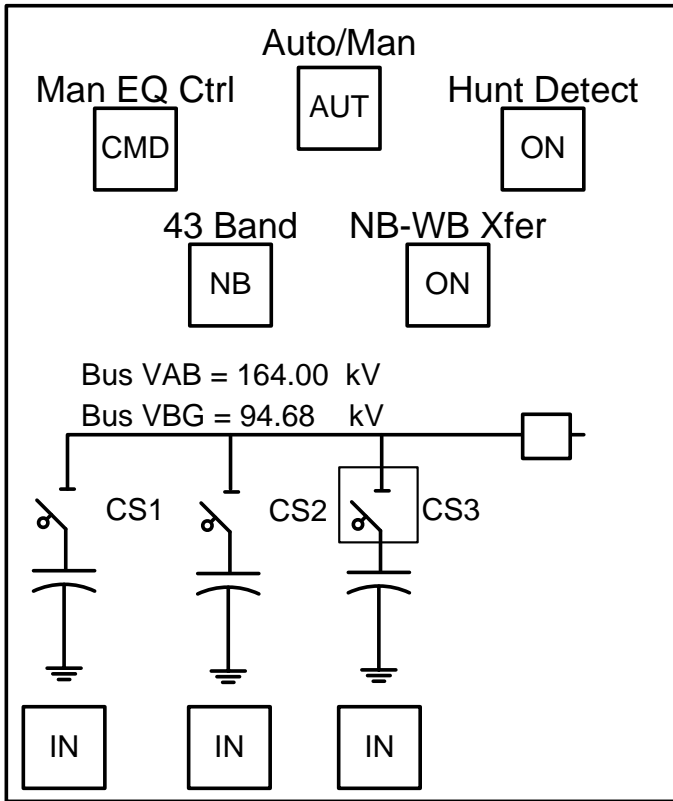 Auto/Man
Man EQ Ctrl
AUT
Hunt Detect
CMD
ON
43 Band
NB-WB Xfer
NB
ON
Bus VAB = 164.00 kV
Bus VBG = 94.68 kV
CS1
CS2
CS3
IN
IN
IN